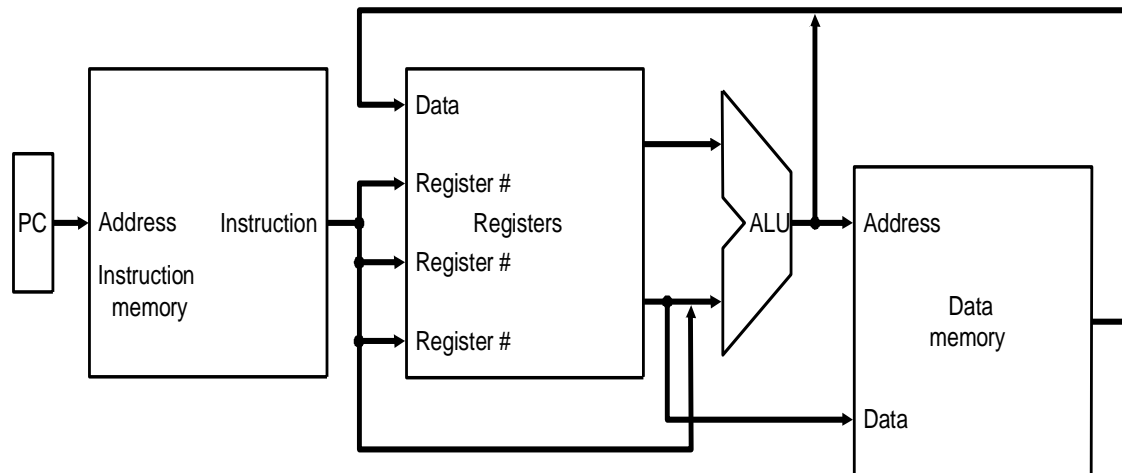 PC
Address
Instruction
Instruction
memory
Data
Register #
Registers
Register #
Register #
ALU
Address
Data
memory
Data